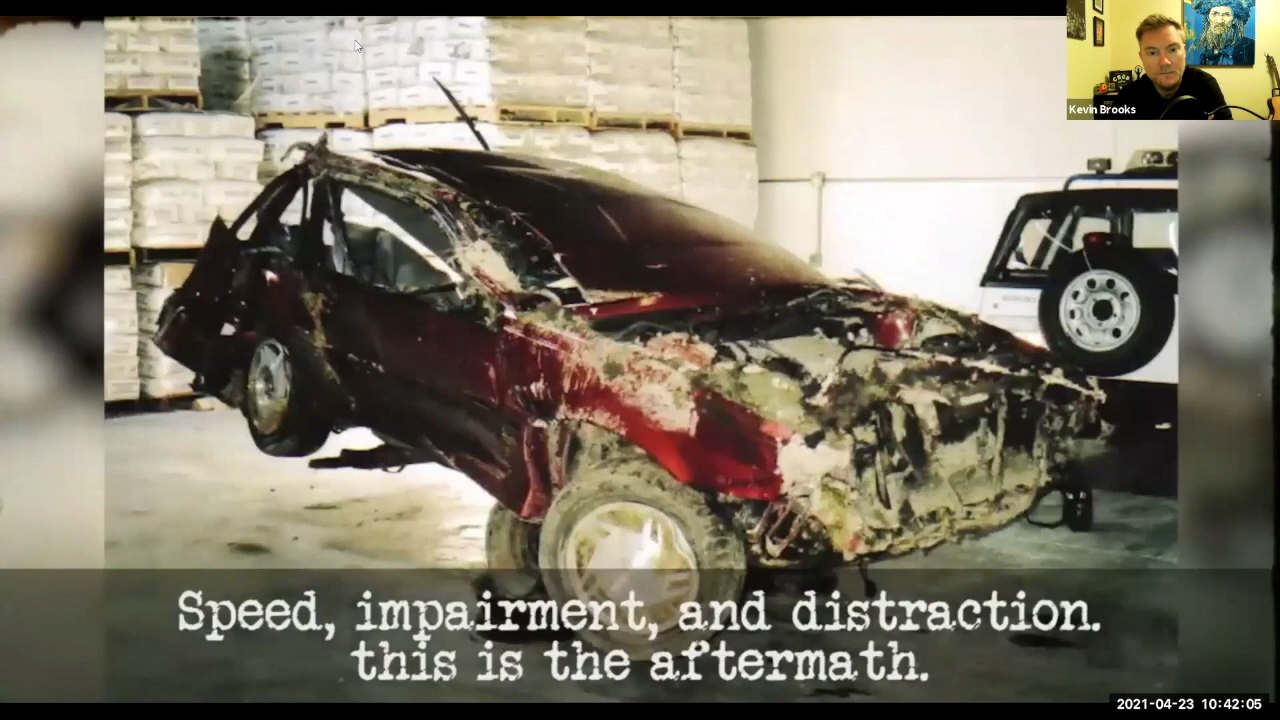 Kevin Brooks
Speed, impairment, and distraction.
this is the aftermath.
2021-04-23 10:42:05